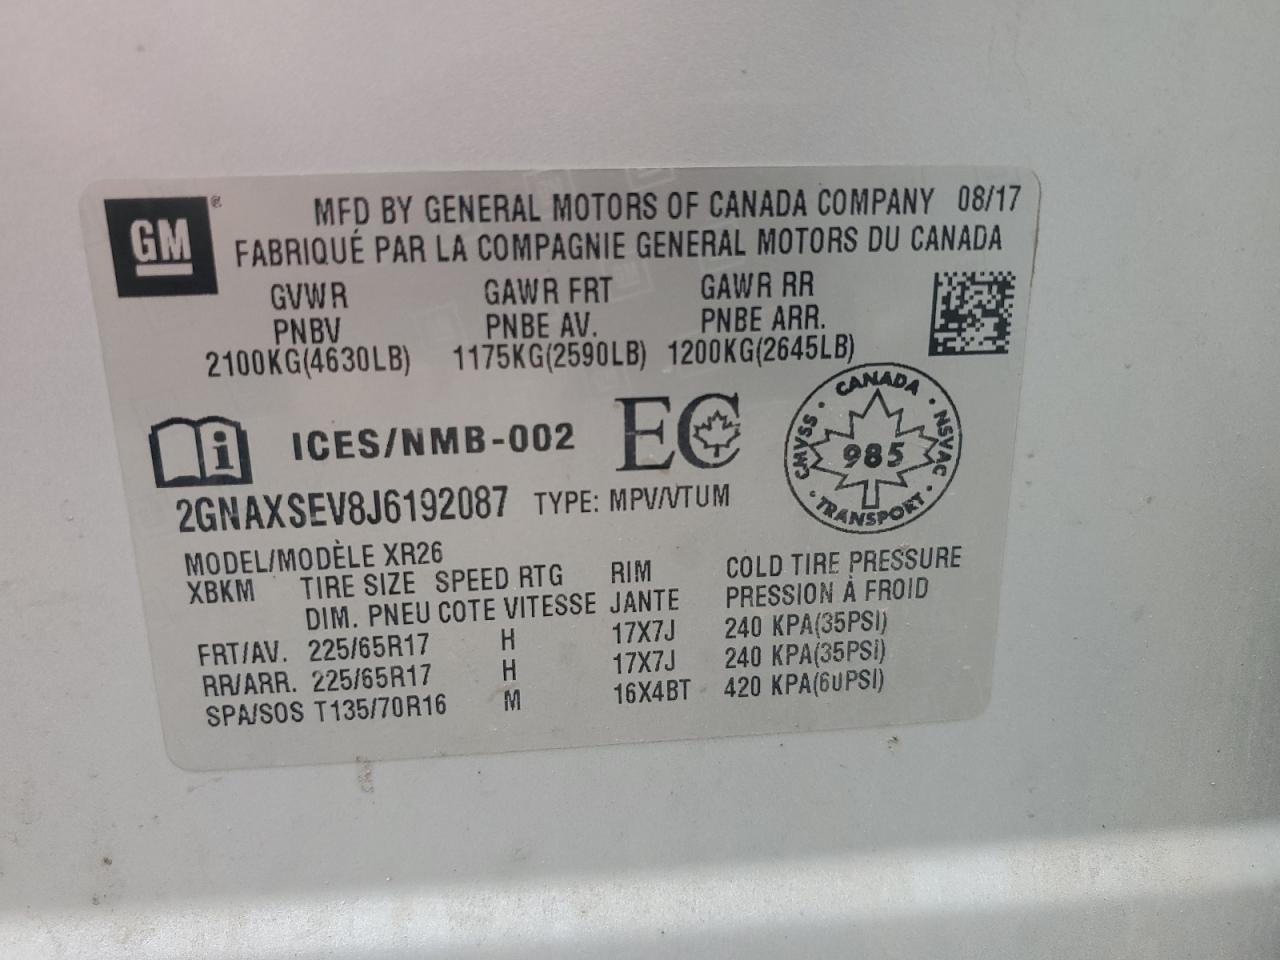 GM®
MFD BY GENERAL MOTORS OF CANADA COMPANY 08/17
FABRIQUÉ PAR LA COMPAGNIE GENERAL MOTORS DU CANADA
GVWR GAWR FRT GAWR RR
PNBV PNBE AV. PNBE ARR.
2100KG(4630LB) 1175KG(2590LB) 1200KG(2645LB)
i ICES/NMB-002 EC
CANADA
CMVSS 985 NSVAC
TRANSPORT
2GNAXSEV8J6192087 TYPE: MPV/VTUM
MODEL/MODÈLE XR26
XBKM TIRE SIZE SPEED RTG RIM COLD TIRE PRESSURE
DIM. PNEU COTE VITESSE JANTE PRESSION À FROID
FRT/AV. 225/65R17 H 17X7J 240 KPA(35PSI)
RR/ARR. 225/65R17 H 17X7J 240 KPA(35PSI)
SPA/SOS T135/70R16 M 16X4BT 420 KPA(60PSI)